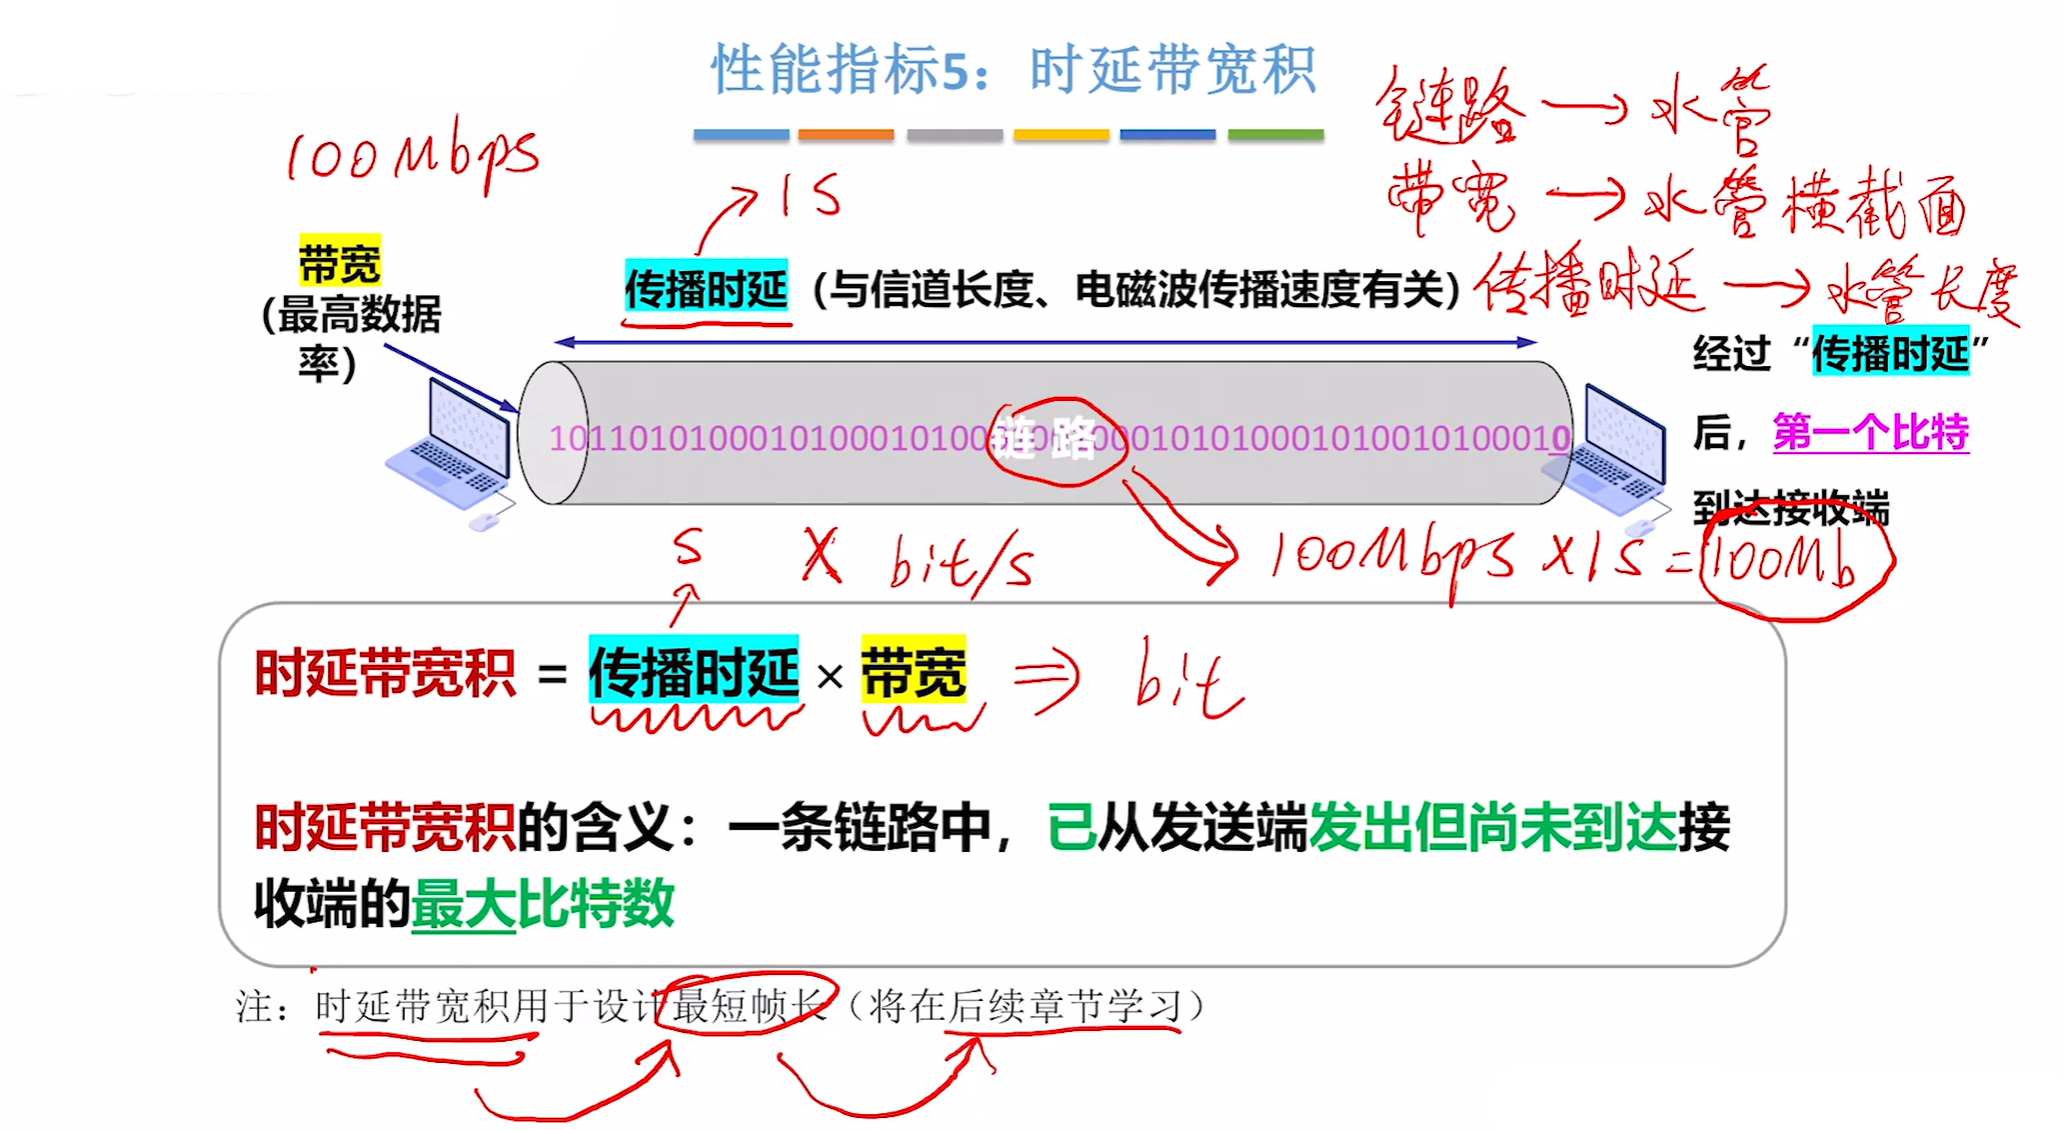 性能指标5：时延带宽积
链路 → 水管
100Mbps
带宽 → 水管横截面
1s
带宽
（最高数据
率）
传播时延（与信道长度、电磁波传播速度有关）
传播时延 → 水管长度
经过“传播时延”
后，第一个比特
到达接收端
链路
s × bit/s
100Mbps×1s=100Mb
时延带宽积 = 传播时延 × 带宽 ⇒ bit
时延带宽积的含义：一条链路中，已从发送端发出但尚未到达接
收端的最大比特数
注：时延带宽积用于设计最短帧长（将在后续章节学习）